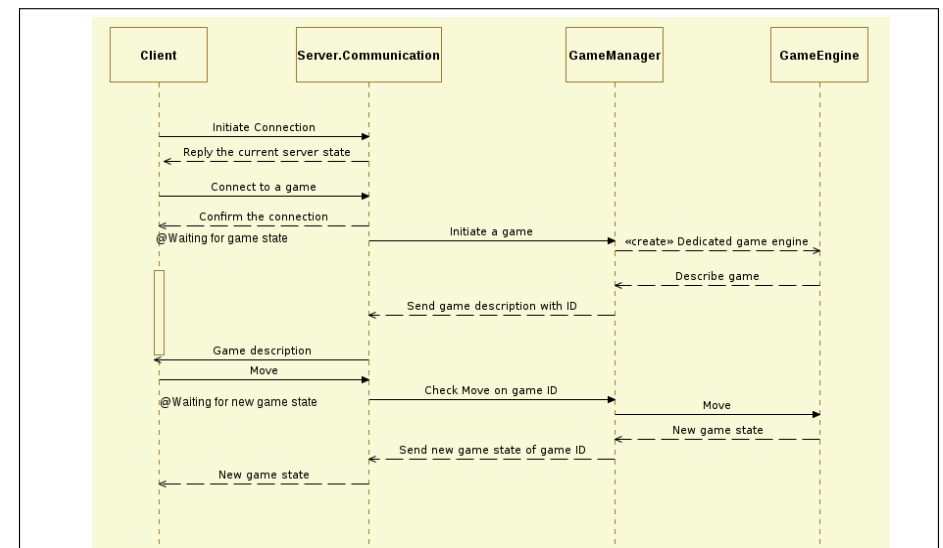 Client
Server.Communication
GameManager
GameEngine
Initiate Connection
Reply the current server state
Connect to a game
Confirm the connection
@Waiting for game state
Initiate a game
«create» Dedicated game engine
Describe game
Send game description with ID
Game description
Move
@Waiting for new game state
Check Move on game ID
Move
New game state
Send new game state of game ID
New game state